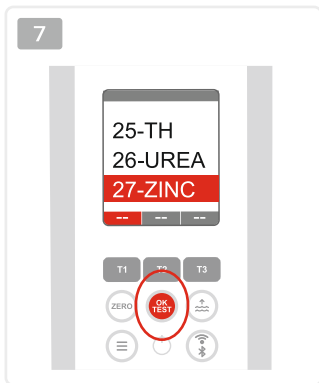 7
25-TH
26-UREA
27-ZINC
-- -- --
T1 T2 T3
ZERO OK TEST